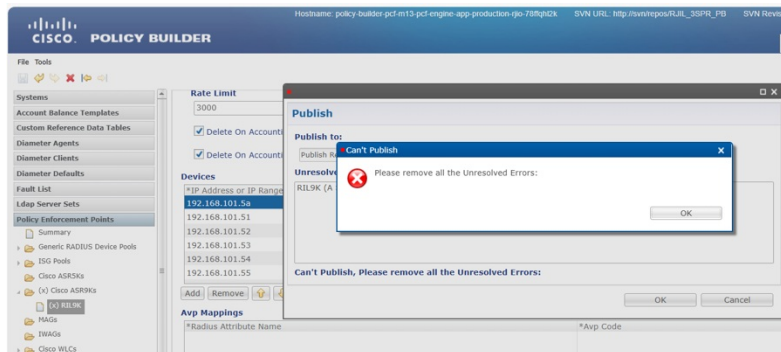 Hostname: policy-builder-pcf-m13-pcf-engine-app-production-rjio-78ffqhl2k SVN URL: http://svn/repos/RJIL_3SPR_PB SVN Revis
CISCO. POLICY BUILDER
File Tools
Systems
Account Balance Templates
Custom Reference Data Tables
Diameter Agents
Diameter Clients
Diameter Defaults
Fault List
Ldap Server Sets
Policy Enforcement Points
Summary
Generic RADIUS Device Pools
ISG Pools
Cisco ASR5Ks
(x) Cisco ASR9Ks
(x) RIL9K
MAGs
IWAGs
Cisco WLCs
Rate Limit
3000
Delete On Accounti
Delete On Accounti
Devices
*IP Address or IP Range
192.168.101.5a
192.168.101.51
192.168.101.52
192.168.101.53
192.168.101.54
192.168.101.55
Add Remove
Avp Mappings
*Radius Attribute Name *Avp Code
Publish
Publish to:
Publish Re
Unresolve
RIL9K (A
Can't Publish
Please remove all the Unresolved Errors:
OK
Can't Publish, Please remove all the Unresolved Errors:
OK Cancel